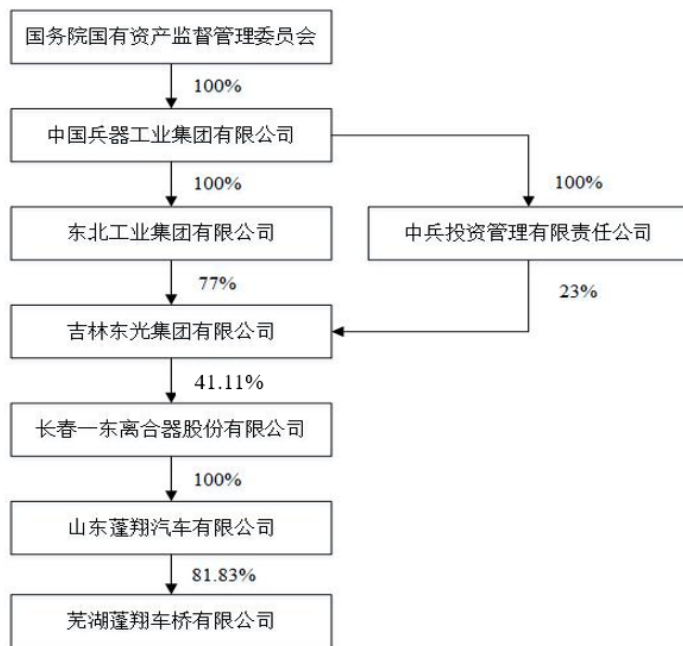 国务院国有资产监督管理委员会
100%
中国兵器工业集团有限公司
100%
100%
东北工业集团有限公司
中兵投资管理有限责任公司
77%
23%
吉林东光集团有限公司
41.11%
长春一东离合器股份有限公司
100%
山东蓬翔汽车有限公司
81.83%
芜湖蓬翔车桥有限公司